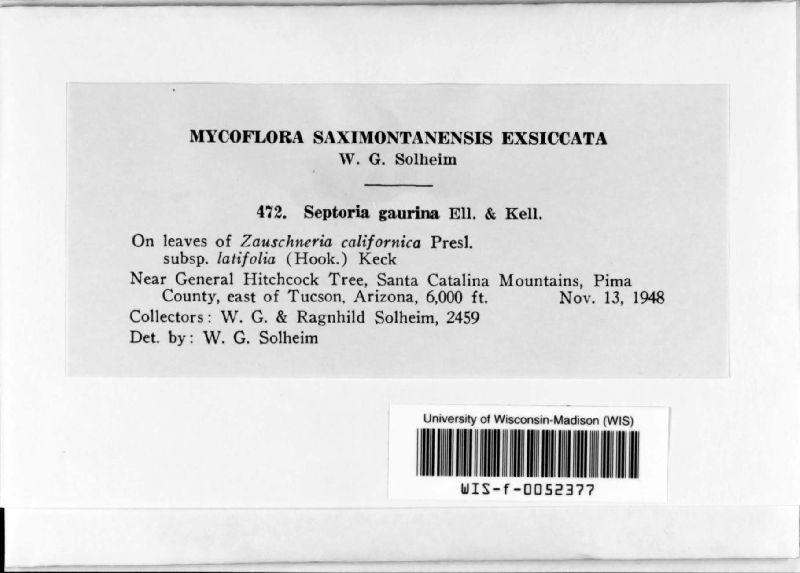 MYCOFLORA SAXIMONTANENSIS EXSICCATA
W. G. Solheim
472. Septoria gaurina Ell. & Kell.
On leaves of Zauschneria californica Presl.
subsp. latifolia (Hook.) Keck
Near General Hitchcock Tree, Santa Catalina Mountains, Pima
County, east of Tucson, Arizona, 6,000 ft. Nov. 13, 1948
Collectors: W. G. & Ragnhild Solheim, 2459
Det. by: W. G. Solheim
University of Wisconsin-Madison (WIS)
WIS-f-0052377